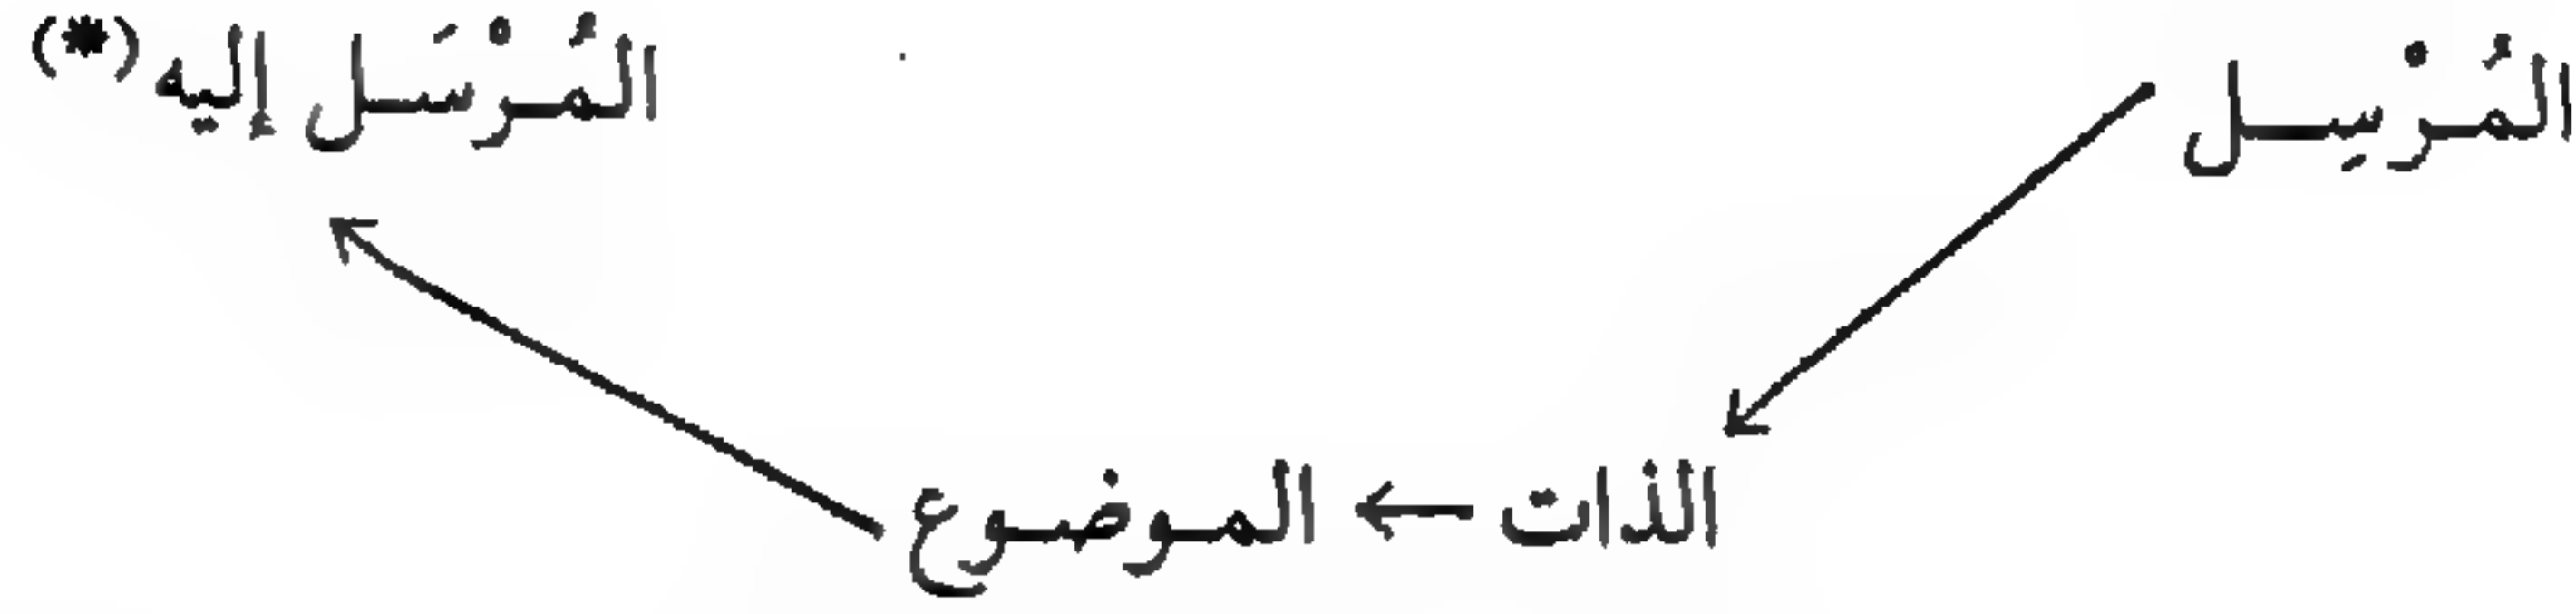 المُرْسِل المُرْسَل إليه (*)
الذات ← الموضوع